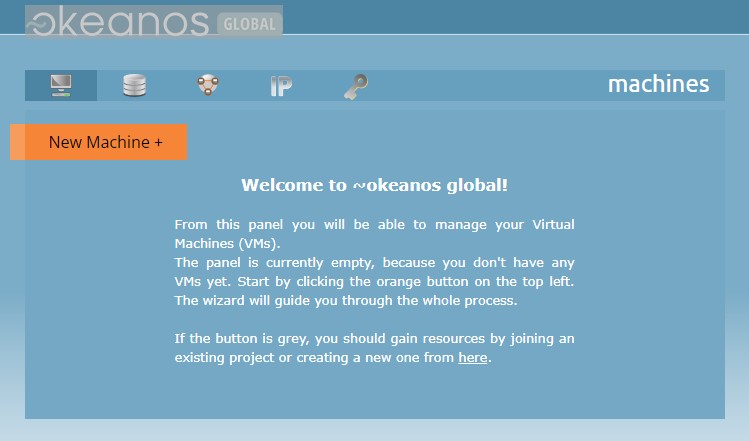 ~okeanos GLOBAL
IP
machines
New Machine +
Welcome to ~okeanos global!
From this panel you will be able to manage your Virtual
Machines (VMs).
The panel is currently empty, because you don't have any
VMs yet. Start by clicking the orange button on the top left.
The wizard will guide you through the whole process.
If the button is grey, you should gain resources by joining an
existing project or creating a new one from here.